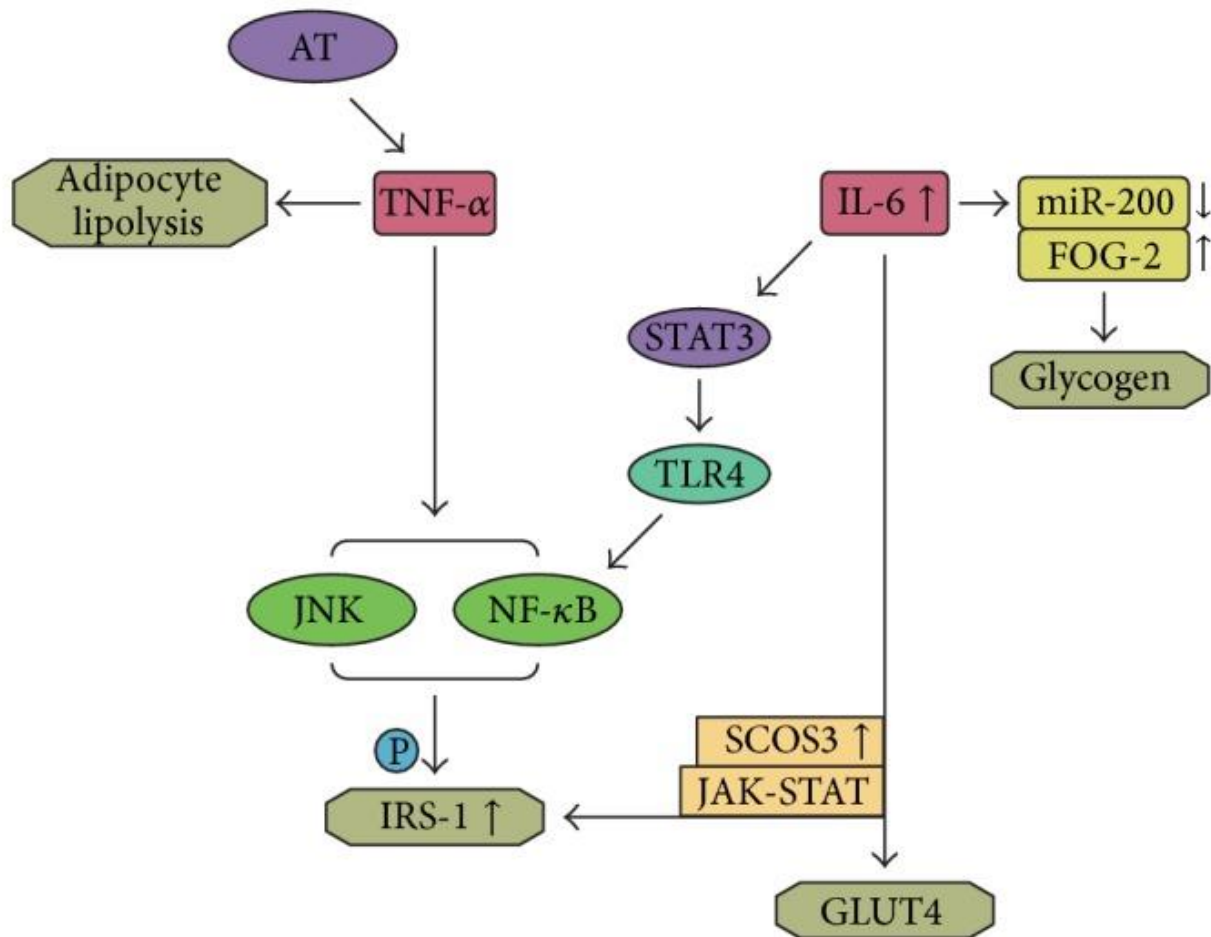 AT
Adipocyte
lipolysis
TNF-α
IL-6 ↑
miR-200 ↓
FOG-2 ↑
STAT3
Glycogen
TLR4
JNK
NF-κB
SCOS3 ↑
P
JAK-STAT
IRS-1 ↑
GLUT4